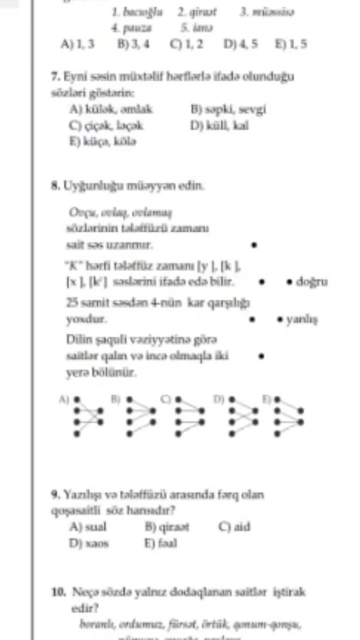 1. bacıoğlu 2. qiraət 3. müəssisə
4. pauza 5. ianə
A) 1, 3 B) 3, 4 C) 1, 2 D) 4, 5 E) 1, 5
7. Eyni səsin müxtəlif hərflərlə ifadə olunduğu
sözləri göstərin:
A) külək, əmlak B) səpki, sevgi
C) çiçək, ləçək D) küll, kal
E) küçə, kölə
8. Uyğunluğu müəyyən edin.
Ovçu, ovlaq, ovlamaq
sözlərinin tələffüzü zamanı
sait səs uzanmır.
"K" hərfi tələffüz zamanı [y ], [k ],
[x ], [k'] səslərini ifadə edə bilir. • doğru
25 samit səsdən 4-nün kar qarşılığı
yoxdur. • yanlış
Dilin şaquli vəziyyətinə görə
saitlər qalın və incə olmaqla iki
yerə bölünür.
A) B) C) D) E)
9. Yazılışı və tələffüzü arasında fərq olan
qoşasaitli söz hansıdır?
A) sual B) qiraət C) aid
D) xaos E) fəal
10. Neçə sözdə yalnız dodaqlanan saitlər iştirak
edir?
boranlı, ordumuz, fürsət, örtük, qonum-qonşu,